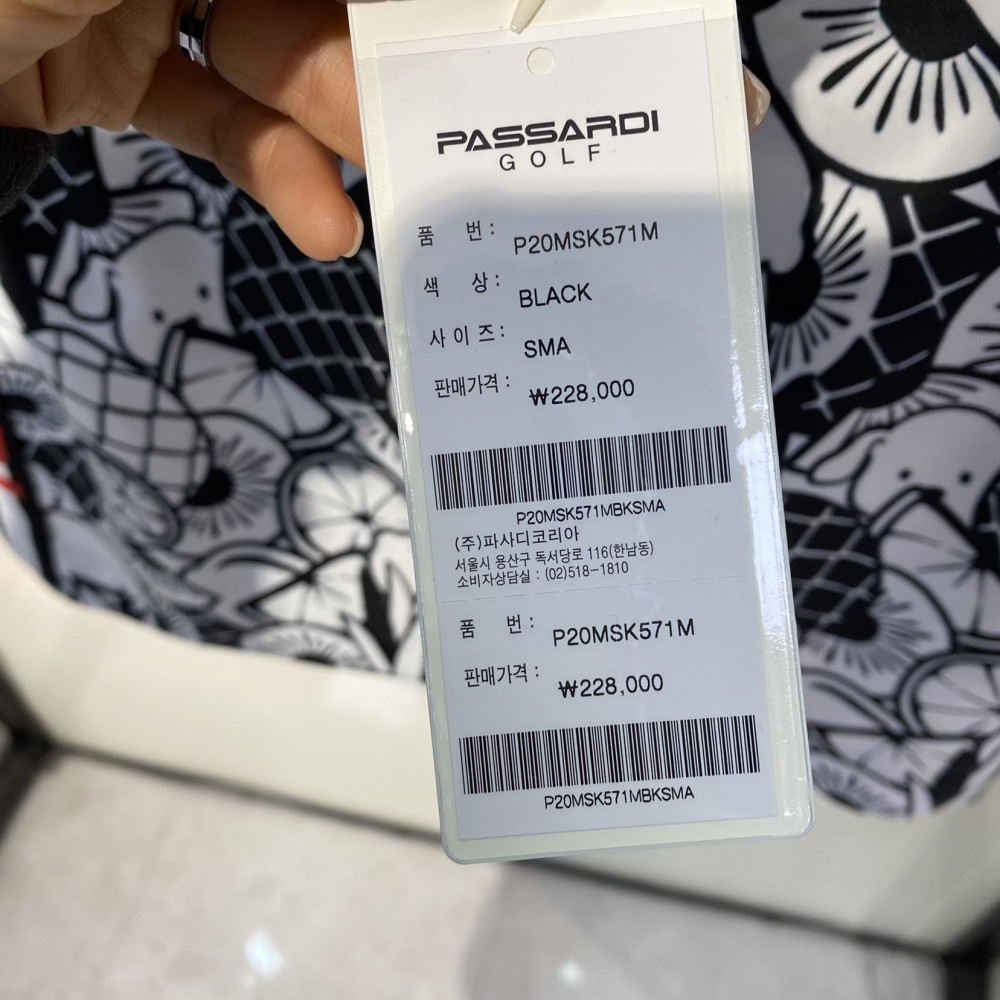 PASSARDI
GOLF
품 번 : P20MSK571M
색 상 : BLACK
사 이 즈 : SMA
판매가격 : ₩228,000
P20MSK571MBKSMA
(주)파사디코리아
서울시 용산구 독서당로 116(한남동)
소비자상담실 : (02)518-1810
품 번 : P20MSK571M
판매가격 : ₩228,000
P20MSK571MBKSMA